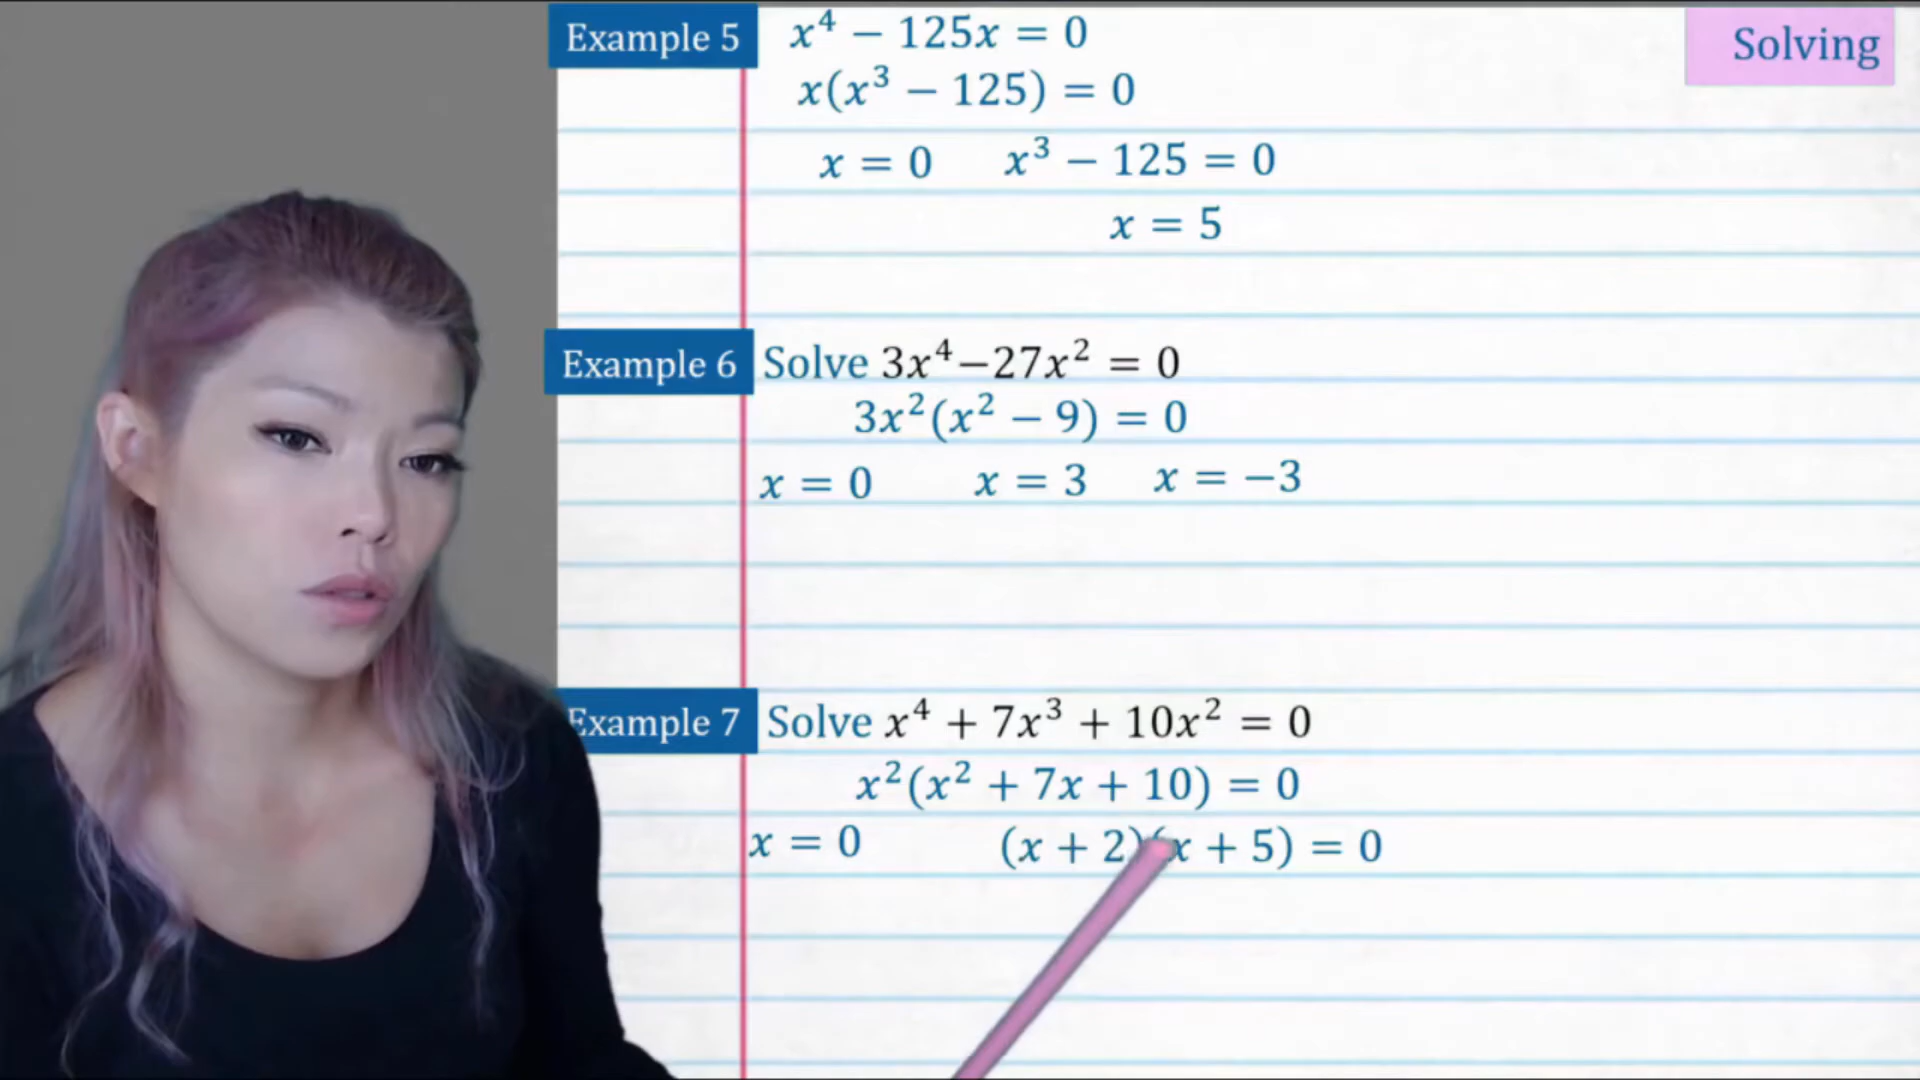 Example 5 x⁴ − 125x = 0
Solving
x(x³ − 125) = 0
x = 0 x³ − 125 = 0
x = 5
Example 6 Solve 3x⁴−27x² = 0
3x²(x² − 9) = 0
x = 0 x = 3 x = −3
Example 7 Solve x⁴ + 7x³ + 10x² = 0
x²(x² + 7x + 10) = 0
x = 0 (x + 2)(x + 5) = 0